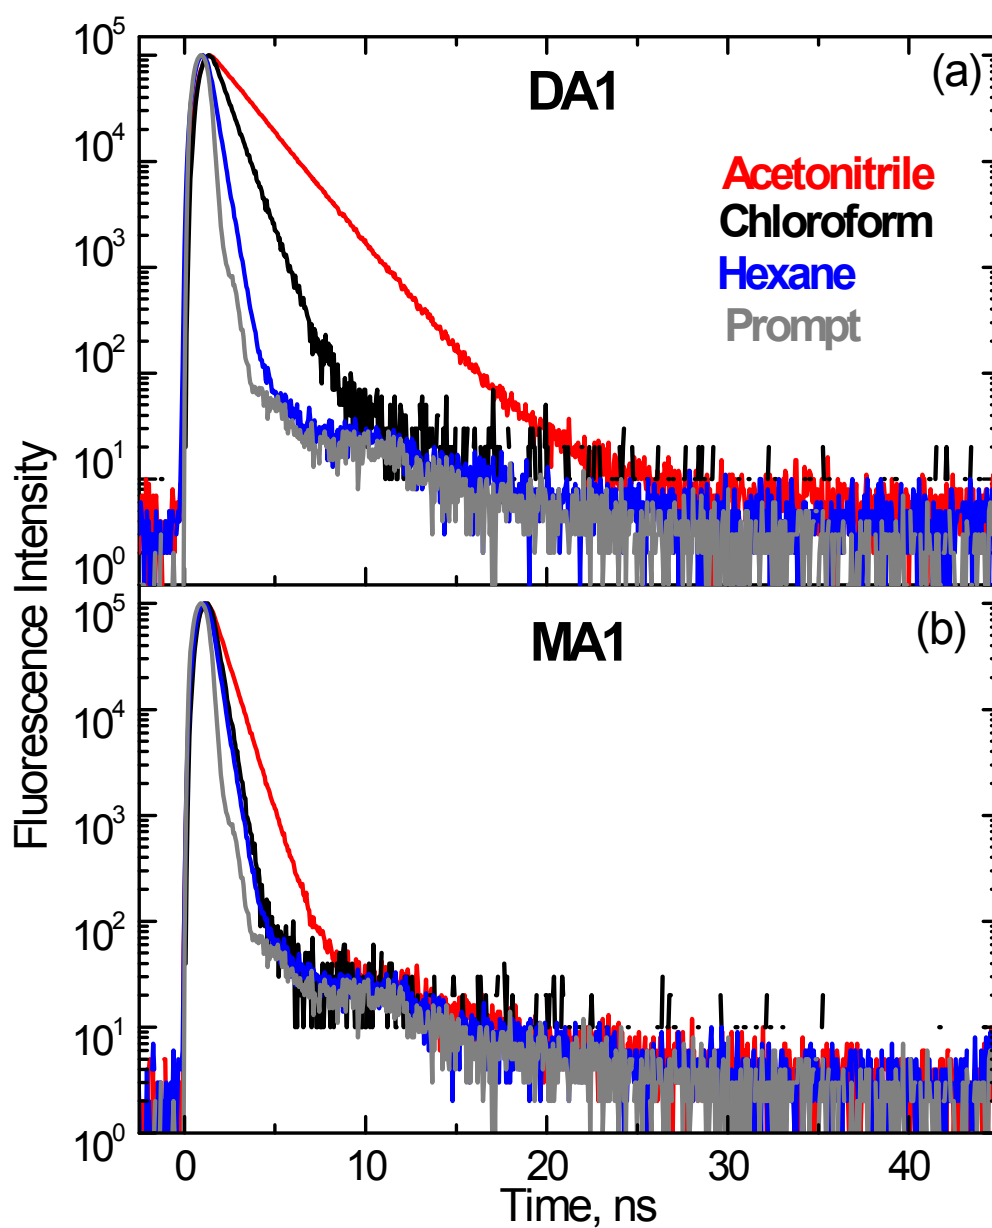 10^5
(a)
DA1
10^4
Acetonitrile
Chloroform
10^3
Hexane
Prompt
10^2
10^1
10^0
10^5
(b)
MA1
10^4
10^3
10^2
10^1
10^0
Fluorescence Intensity
0 10 20 30 40
Time, ns